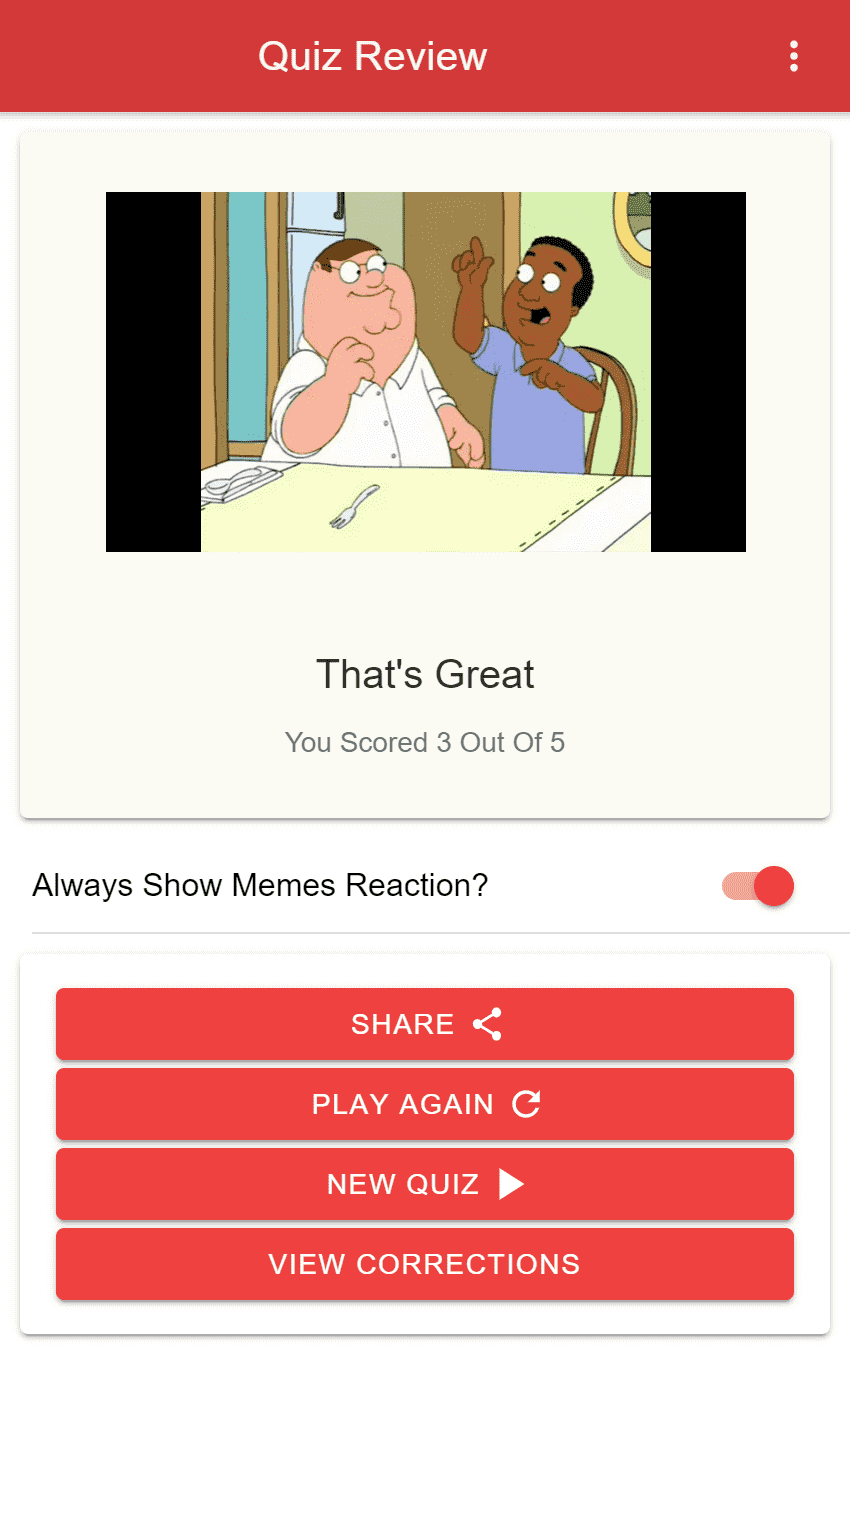 Quiz Review
That's Great
You Scored 3 Out Of 5
Always Show Memes Reaction?
SHARE
PLAY AGAIN
NEW QUIZ
VIEW CORRECTIONS